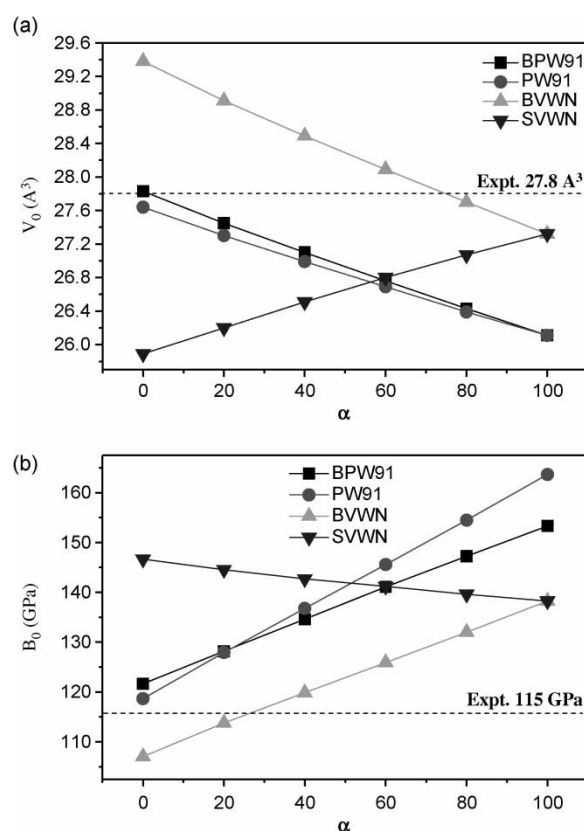 (a)
29.6
29.2
28.8
28.4
28.0
27.6
27.2
26.8
26.4
26.0
V₀ (A³)
BPW91
PW91
BVWN
SVWN
Expt. 27.8 A³
0 20 40 60 80 100
α
(b)
160
150
140
130
120
110
B₀ (GPa)
BPW91
PW91
BVWN
SVWN
Expt. 115 GPa
0 20 40 60 80 100
α